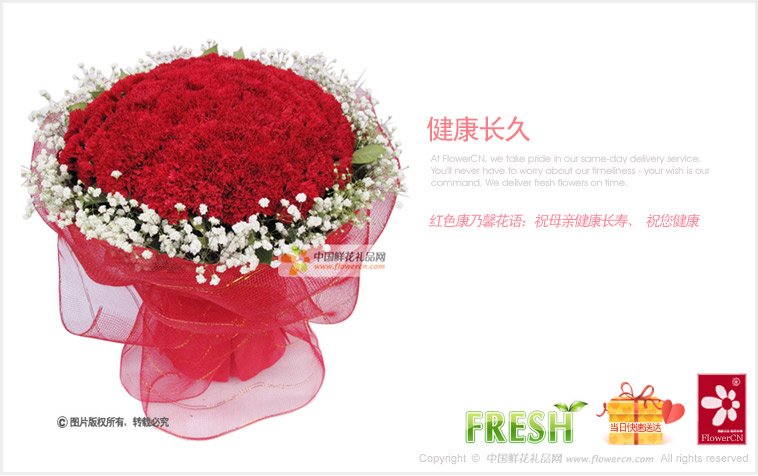 健康长久
At FlowerCN, we take pride in our same-day delivery service.
You'll never have to worry about our timeliness - your wish is our
command. We deliver fresh flowers on time.
红色康乃馨花语：祝母亲健康长寿、 祝您健康
中国鲜花礼品网
www.flowercn.com
© 图片版权所有，转载必究
FRESH
当日快速送达
FlowerCN
Copyright © 中国鲜花礼品网 www.flowercn.com All rights reserved.